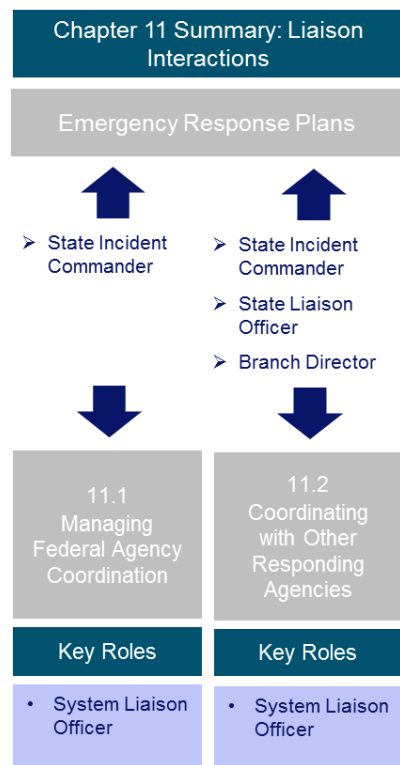 Chapter 11 Summary: Liaison
Interactions
Emergency Response Plans
➢ State Incident
Commander
➢ State Incident
Commander
➢ State Liaison
Officer
➢ Branch Director
11.1
Managing
Federal Agency
Coordination
11.2
Coordinating
with Other
Responding
Agencies
Key Roles
Key Roles
• System Liaison
Officer
• System Liaison
Officer